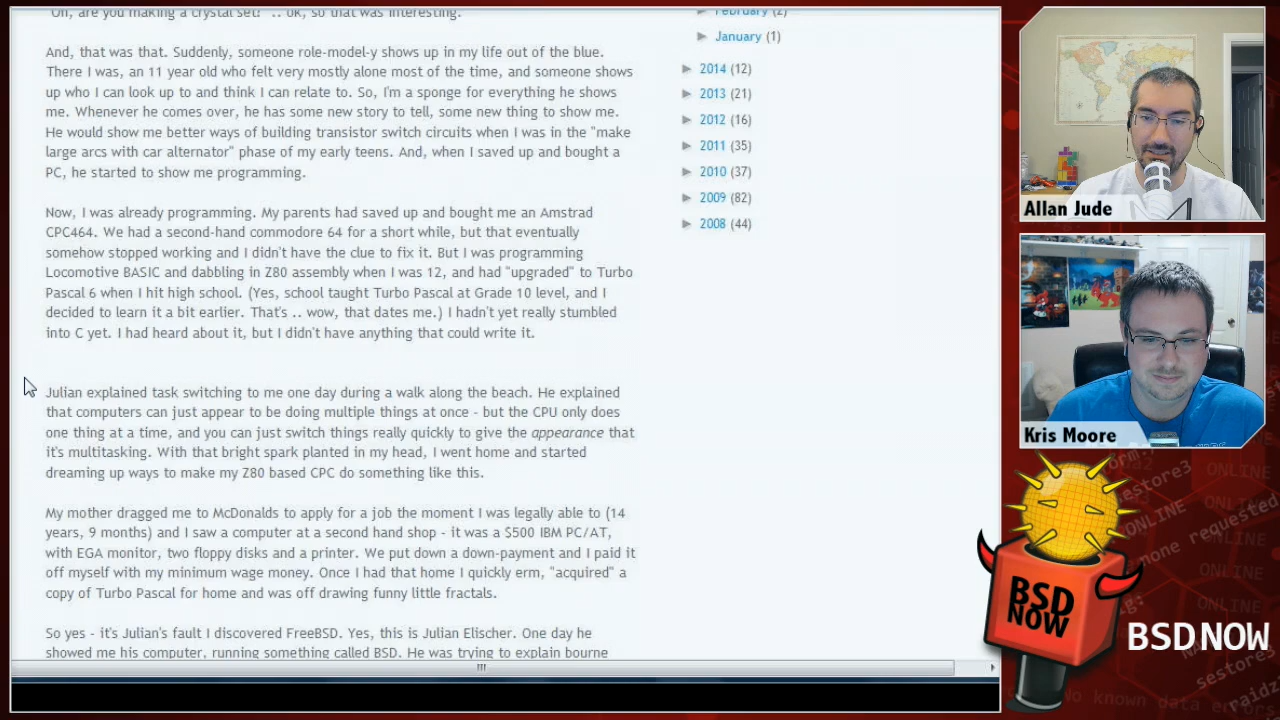 "Oh, are you making a crystal set?" .. ok, so that was interesting.
And, that was that. Suddenly, someone role-model-y shows up in my life out of the blue.
There I was, an 11 year old who felt very mostly alone most of the time, and someone shows
up who I can look up to and think I can relate to. So, I'm a sponge for everything he shows
me. Whenever he comes over, he has some new story to tell, some new thing to show me.
He would show me better ways of building transistor switch circuits when I was in the "make
large arcs with car alternator" phase of my early teens. And, when I saved up and bought a
PC, he started to show me programming.
Now, I was already programming. My parents had saved up and bought me an Amstrad
CPC464. We had a second-hand commodore 64 for a short while, but that eventually
somehow stopped working and I didn't have the clue to fix it. But I was programming
Locomotive BASIC and dabbling in Z80 assembly when I was 12, and had "upgraded" to Turbo
Pascal 6 when I hit high school. (Yes, school taught Turbo Pascal at Grade 10 level, and I
decided to learn it a bit earlier. That's .. wow, that dates me.) I hadn't yet really stumbled
into C yet. I had heard about it, but I didn't have anything that could write it.
Julian explained task switching to me one day during a walk along the beach. He explained
that computers can just appear to be doing multiple things at once - but the CPU only does
one thing at a time, and you can just switch things really quickly to give the appearance that
it's multitasking. With that bright spark planted in my head, I went home and started
dreaming up ways to make my Z80 based CPC do something like this.
My mother dragged me to McDonalds to apply for a job the moment I was legally able to (14
years, 9 months) and I saw a computer at a second hand shop - it was a $500 IBM PC/AT,
with EGA monitor, two floppy disks and a printer. We put down a down-payment and I paid it
off myself with my minimum wage money. Once I had that home I quickly erm, "acquired" a
copy of Turbo Pascal for home and was off drawing funny little fractals.
So yes - it's Julian's fault I discovered FreeBSD. Yes, this is Julian Elischer. One day he
showed me his computer, running something called BSD. He was trying to explain bourne
February (2)
January (1)
2014 (12)
2013 (21)
2012 (16)
2011 (35)
2010 (37)
2009 (82)
2008 (44)
Allan Jude
Kris Moore
BSD
NOW
BSDNOW
ONLINE
ONLINE
none requested
ONLINE
ONLINE
No known data